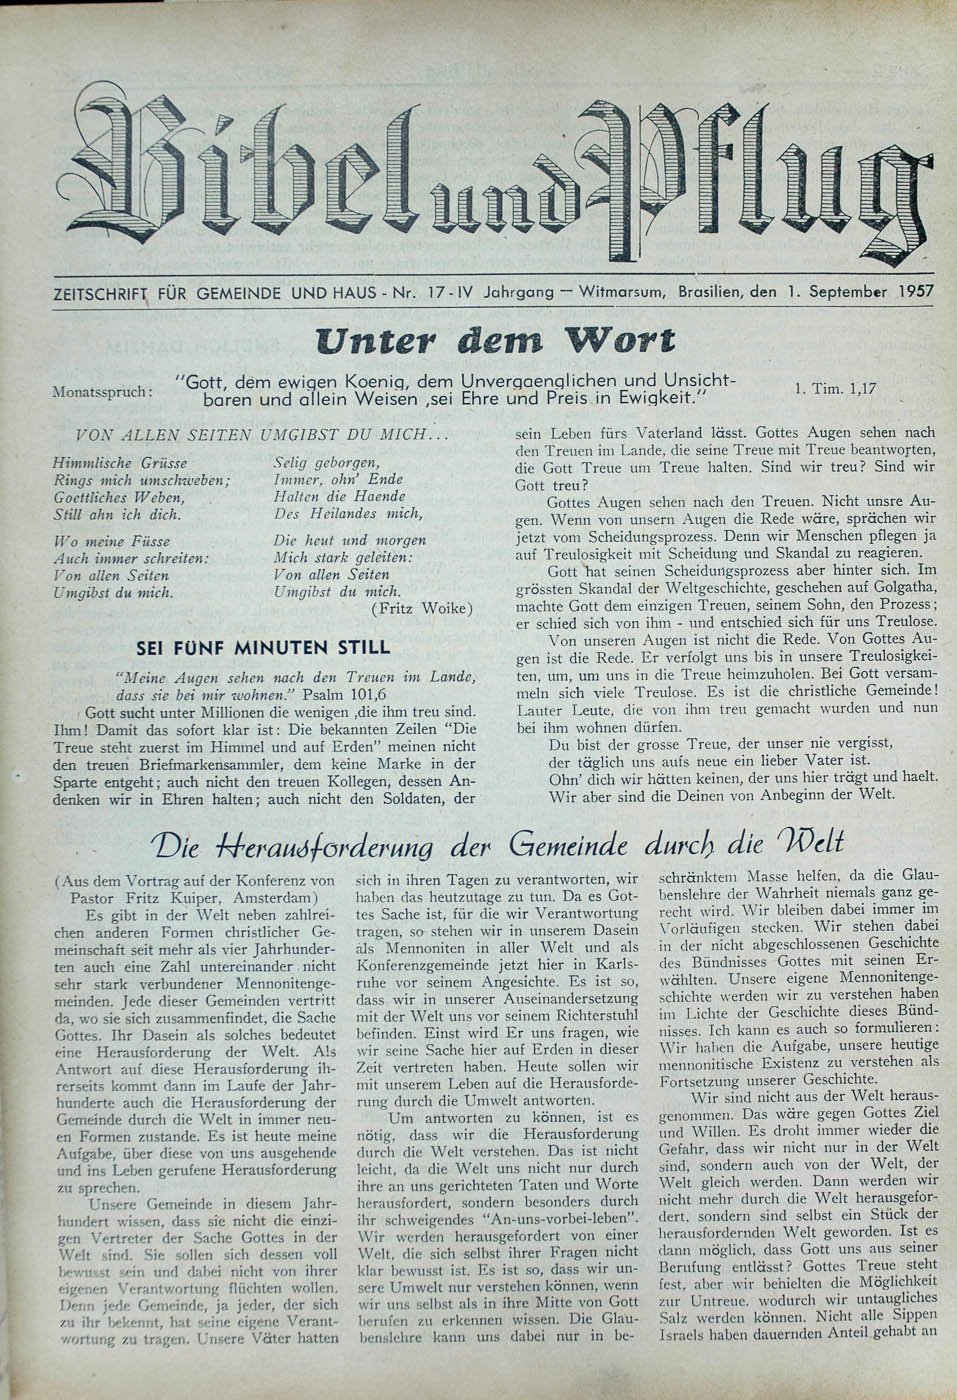 Bibel und Pflug
ZEITSCHRIFT FÜR GEMEINDE UND HAUS - Nr. 17 - IV Jahrgang — Witmarsum, Brasilien, den 1. September 1957
Unter dem Wort
Monatsspruch:
"Gott, dem ewigen Koenig, dem Unvergaenglichen und Unsicht-
baren und allein Weisen ,sei Ehre und Preis in Ewigkeit."
1. Tim. 1,17
VON ALLEN SEITEN UMGIBST DU MICH...
Himmlische Grüsse
Rings mich umschweben;
Goettliches Weben,
Still ahn ich dich.
Wo meine Füsse
Auch immer schreiten:
Von allen Seiten
Umgibst du mich.
Selig geborgen,
Immer, ohn' Ende
Halten die Haende
Des Heilandes mich,
Die heut und morgen
Mich stark geleiten:
Von allen Seiten
Umgibst du mich.
(Fritz Woike)
SEI FÜNF MINUTEN STILL
"Meine Augen sehen nach den Treuen im Lande,
dass sie bei mir wohnen." Psalm 101,6
Gott sucht unter Millionen die wenigen ,die ihm treu sind.
Ihm! Damit das sofort klar ist: Die bekannten Zeilen "Die
Treue steht zuerst im Himmel und auf Erden" meinen nicht
den treuen Briefmarkensammler, dem keine Marke in der
Sparte entgeht; auch nicht den treuen Kollegen, dessen An-
denken wir in Ehren halten; auch nicht den Soldaten, der
sein Leben fürs Vaterland lässt. Gottes Augen sehen nach
den Treuen im Lande, die seine Treue mit Treue beantworten,
die Gott Treue um Treue halten. Sind wir treu? Sind wir
Gott treu?
Gottes Augen sehen nach den Treuen. Nicht unsre Au-
gen. Wenn von unsern Augen die Rede wäre, sprächen wir
jetzt vom Scheidungsprozess. Denn wir Menschen pflegen ja
auf Treulosigkeit mit Scheidung und Skandal zu reagieren.
Gott hat seinen Scheidungsprozess aber hinter sich. Im
grössten Skandal der Weltgeschichte, geschehen auf Golgatha,
machte Gott dem einzigen Treuen, seinem Sohn, den Prozess;
er schied sich von ihm - und entschied sich für uns Treulose.
Von unseren Augen ist nicht die Rede. Von Gottes Au-
gen ist die Rede. Er verfolgt uns bis in unsere Treulosigkei-
ten, um, um uns in die Treue heimzuholen. Bei Gott versam-
meln sich viele Treulose. Es ist die christliche Gemeinde!
Lauter Leute, die von ihm treu gemacht wurden und nun
bei ihm wohnen dürfen.
Du bist der grosse Treue, der unser nie vergisst,
der täglich uns aufs neue ein lieber Vater ist.
Ohn' dich wir hätten keinen, der uns hier trägt und haelt.
Wir aber sind die Deinen von Anbeginn der Welt.
Die Herausforderung der Gemeinde durch die Welt
(Aus dem Vortrag auf der Konferenz von
Pastor Fritz Kuiper, Amsterdam)
Es gibt in der Welt neben zahlrei-
chen anderen Formen christlicher Ge-
meinschaft seit mehr als vier Jahrhunder-
ten auch eine Zahl untereinander nicht
sehr stark verbundener Mennonitenge-
meinden. Jede dieser Gemeinden vertritt
da, wo sie sich zusammenfindet, die Sache
Gottes. Ihr Dasein als solches bedeutet
eine Herausforderung der Welt. Als
Antwort auf diese Herausforderung ih-
rerseits kommt dann im Laufe der Jahr-
hunderte auch die Herausforderung der
Gemeinde durch die Welt in immer neu-
en Formen zustande. Es ist heute meine
Aufgabe, über diese von uns ausgehende
und ins Leben gerufene Herausforderung
zu sprechen.
Unsere Gemeinde in diesem Jahr-
hundert wissen, dass sie nicht die einzi-
gen Vertreter der Sache Gottes in der
Welt sind. Sie sollen sich dessen voll
bewusst sein und dabei nicht von ihrer
eigenen Verantwortung flüchten wollen.
Denn jede Gemeinde, ja jeder, der sich
zu ihr bekennt, hat seine eigene Verant-
wortung zu tragen. Unsere Väter hatten
sich in ihren Tagen zu verantworten, wir
haben das heutzutage zu tun. Da es Got-
tes Sache ist, für die wir Verantwortung
tragen, so stehen wir in unserem Dasein
als Mennoniten in aller Welt und als
Konferenzgemeinde jetzt hier in Karls-
ruhe vor seinem Angesichte. Es ist so,
dass wir in unserer Auseinandersetzung
mit der Welt uns vor seinem Richterstuhl
befinden. Einst wird Er uns fragen, wie
wir seine Sache hier auf Erden in dieser
Zeit vertreten haben. Heute sollen wir
mit unserem Leben auf die Herausforde-
rung durch die Umwelt antworten.
Um antworten zu können, ist es
nötig, dass wir die Herausforderung
durch die Welt verstehen. Das ist nicht
leicht, da die Welt uns nicht nur durch
ihre an uns gerichteten Taten und Worte
herausfordert, sondern besonders durch
ihr schweigendes "An-uns-vorbei-leben".
Wir werden herausgefordert von einer
Welt, die sich selbst ihrer Fragen nicht
klar bewusst ist. Es ist so, dass wir un-
sere Umwelt nur verstehen können, wenn
wir uns selbst als in ihre Mitte von Gott
berufen zu erkennen wissen. Die Glau-
benslehre kann uns dabei nur in be-
schränktem Masse helfen, da die Glau-
benslehre der Wahrheit niemals ganz ge-
recht wird. Wir bleiben dabei immer im
Vorläufigen stecken. Wir stehen dabei
in der nicht abgeschlossenen Geschichte
des Bündnisses Gottes mit seinen Er-
wählten. Unsere eigene Mennonitenge-
schichte werden wir zu verstehen haben
im Lichte der Geschichte dieses Bünd-
nisses. Ich kann es auch so formulieren:
Wir haben die Aufgabe, unsere heutige
mennonitische Existenz zu verstehen als
Fortsetzung unserer Geschichte.
Wir sind nicht aus der Welt heraus-
genommen. Das wäre gegen Gottes Ziel
und Willen. Es droht immer wieder die
Gefahr, dass wir nicht nur in der Welt
sind, sondern auch von der Welt, der
Welt gleich werden. Dann werden wir
nicht mehr durch die Welt herausgefor-
dert, sondern sind selbst ein Stück der
herausfordernden Welt geworden. Ist es
dann möglich, dass Gott uns aus seiner
Berufung entlässt? Gottes Treue steht
fest, aber wir behielten die Möglichkeit
zur Untreue, wodurch wir untaugliches
Salz werden können. Nicht alle Sippen
Israels haben dauernden Anteil gehabt an